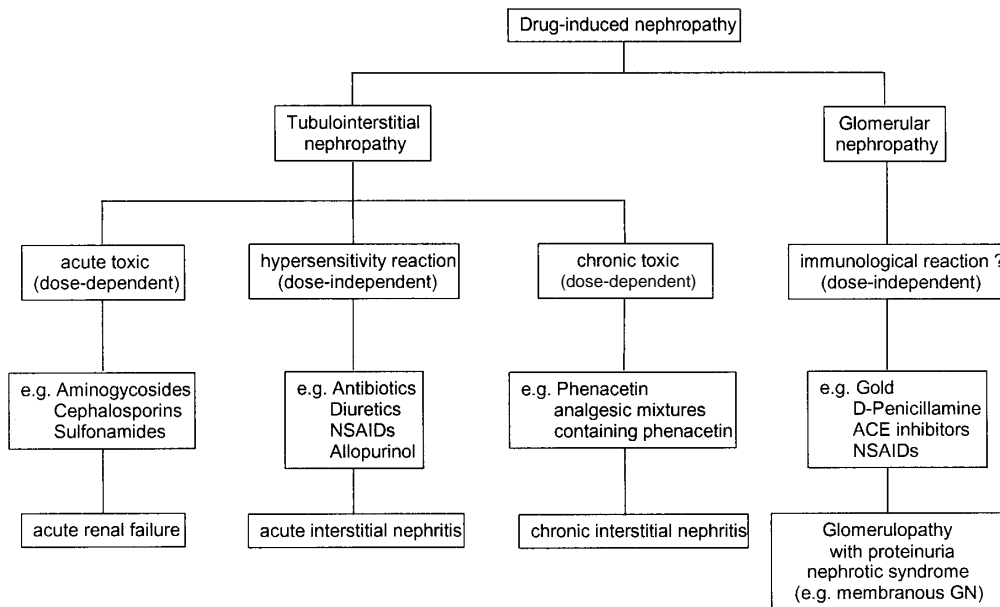 Drug-induced nephropathy
Tubulointerstitial
nephropathy
Glomerular
nephropathy
acute toxic
(dose-dependent)
hypersensitivity reaction
(dose-independent)
chronic toxic
(dose-dependent)
immunological reaction ?
(dose-independent)
e.g. Aminogycosides
Cephalosporins
Sulfonamides
e.g. Antibiotics
Diuretics
NSAIDs
Allopurinol
e.g. Phenacetin
analgesic mixtures
containing phenacetin
e.g. Gold
D-Penicillamine
ACE inhibitors
NSAIDs
acute renal failure
acute interstitial nephritis
chronic interstitial nephritis
Glomerulopathy
with proteinuria
nephrotic syndrome
(e.g. membranous GN)